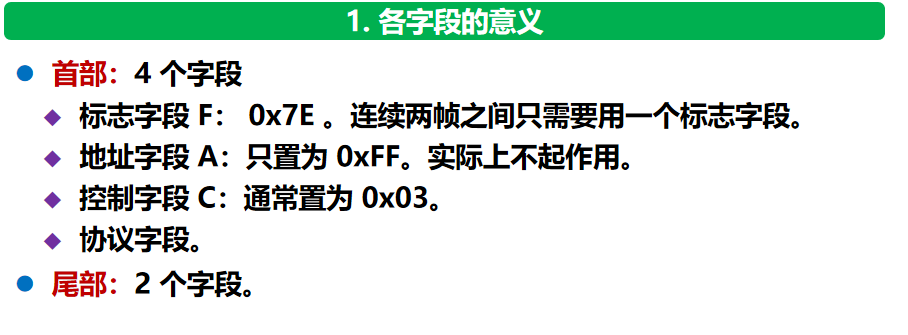 1. 各字段的意义
首部：4 个字段
标志字段 F： 0x7E 。连续两帧之间只需要用一个标志字段。
地址字段 A：只置为 0xFF。实际上不起作用。
控制字段 C：通常置为 0x03。
协议字段。
尾部：2 个字段。